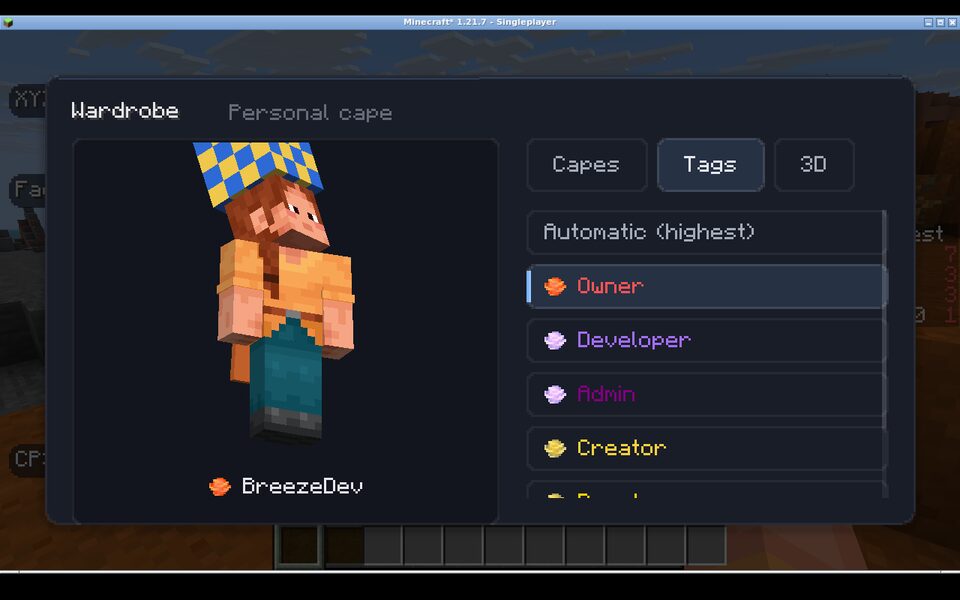 Minecraft* 1.21.7 - Singleplayer
Wardrobe
Personal cape
Capes
Tags
3D
Automatic (highest)
Owner
Developer
Admin
Creator
BreezeDev